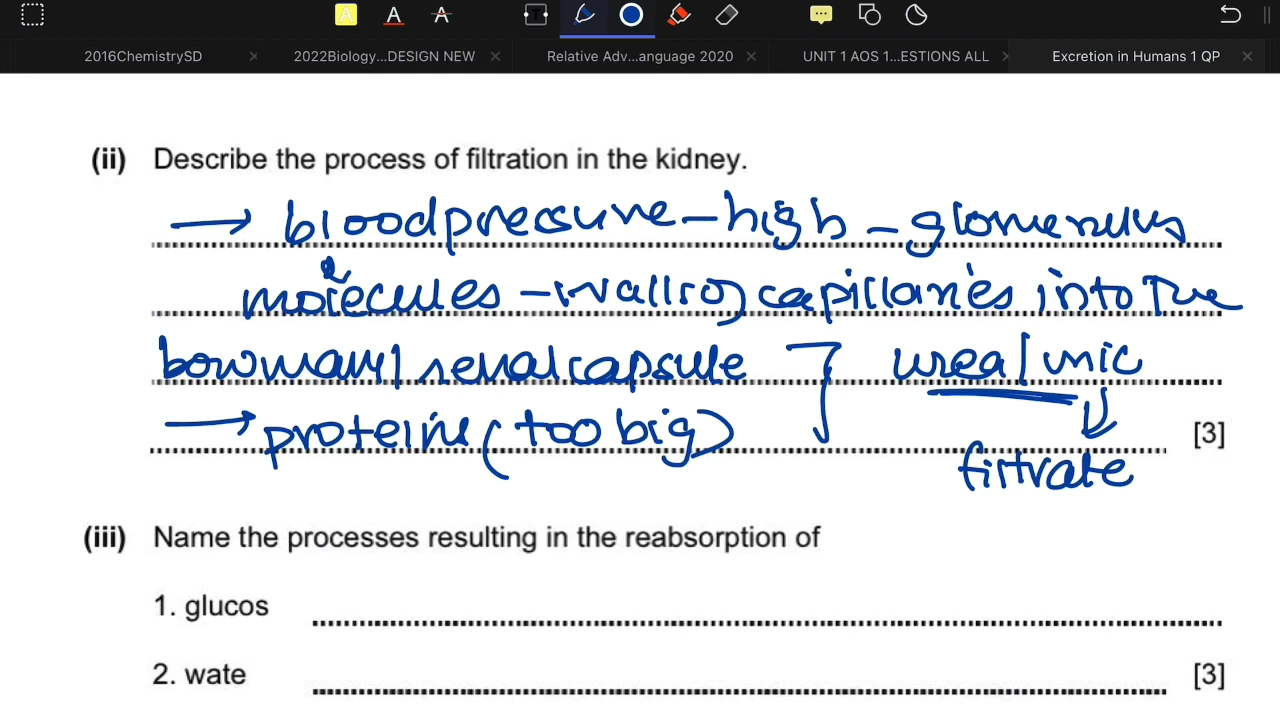 2016ChemistrySD
2022Biology...DESIGN NEW
Relative Adv...anguage 2020
UNIT 1 AOS 1...ESTIONS ALL
Excretion in Humans 1 QP
(ii) Describe the process of filtration in the kidney.
→ blood pressure - high - glomerulus
molecules - walls of capillaries into the
bowman/renal capsule urea/
→ proteins (too big) [3]
filtrate
(iii) Name the processes resulting in the reabsorption of
1. glucos
2. wate [3]